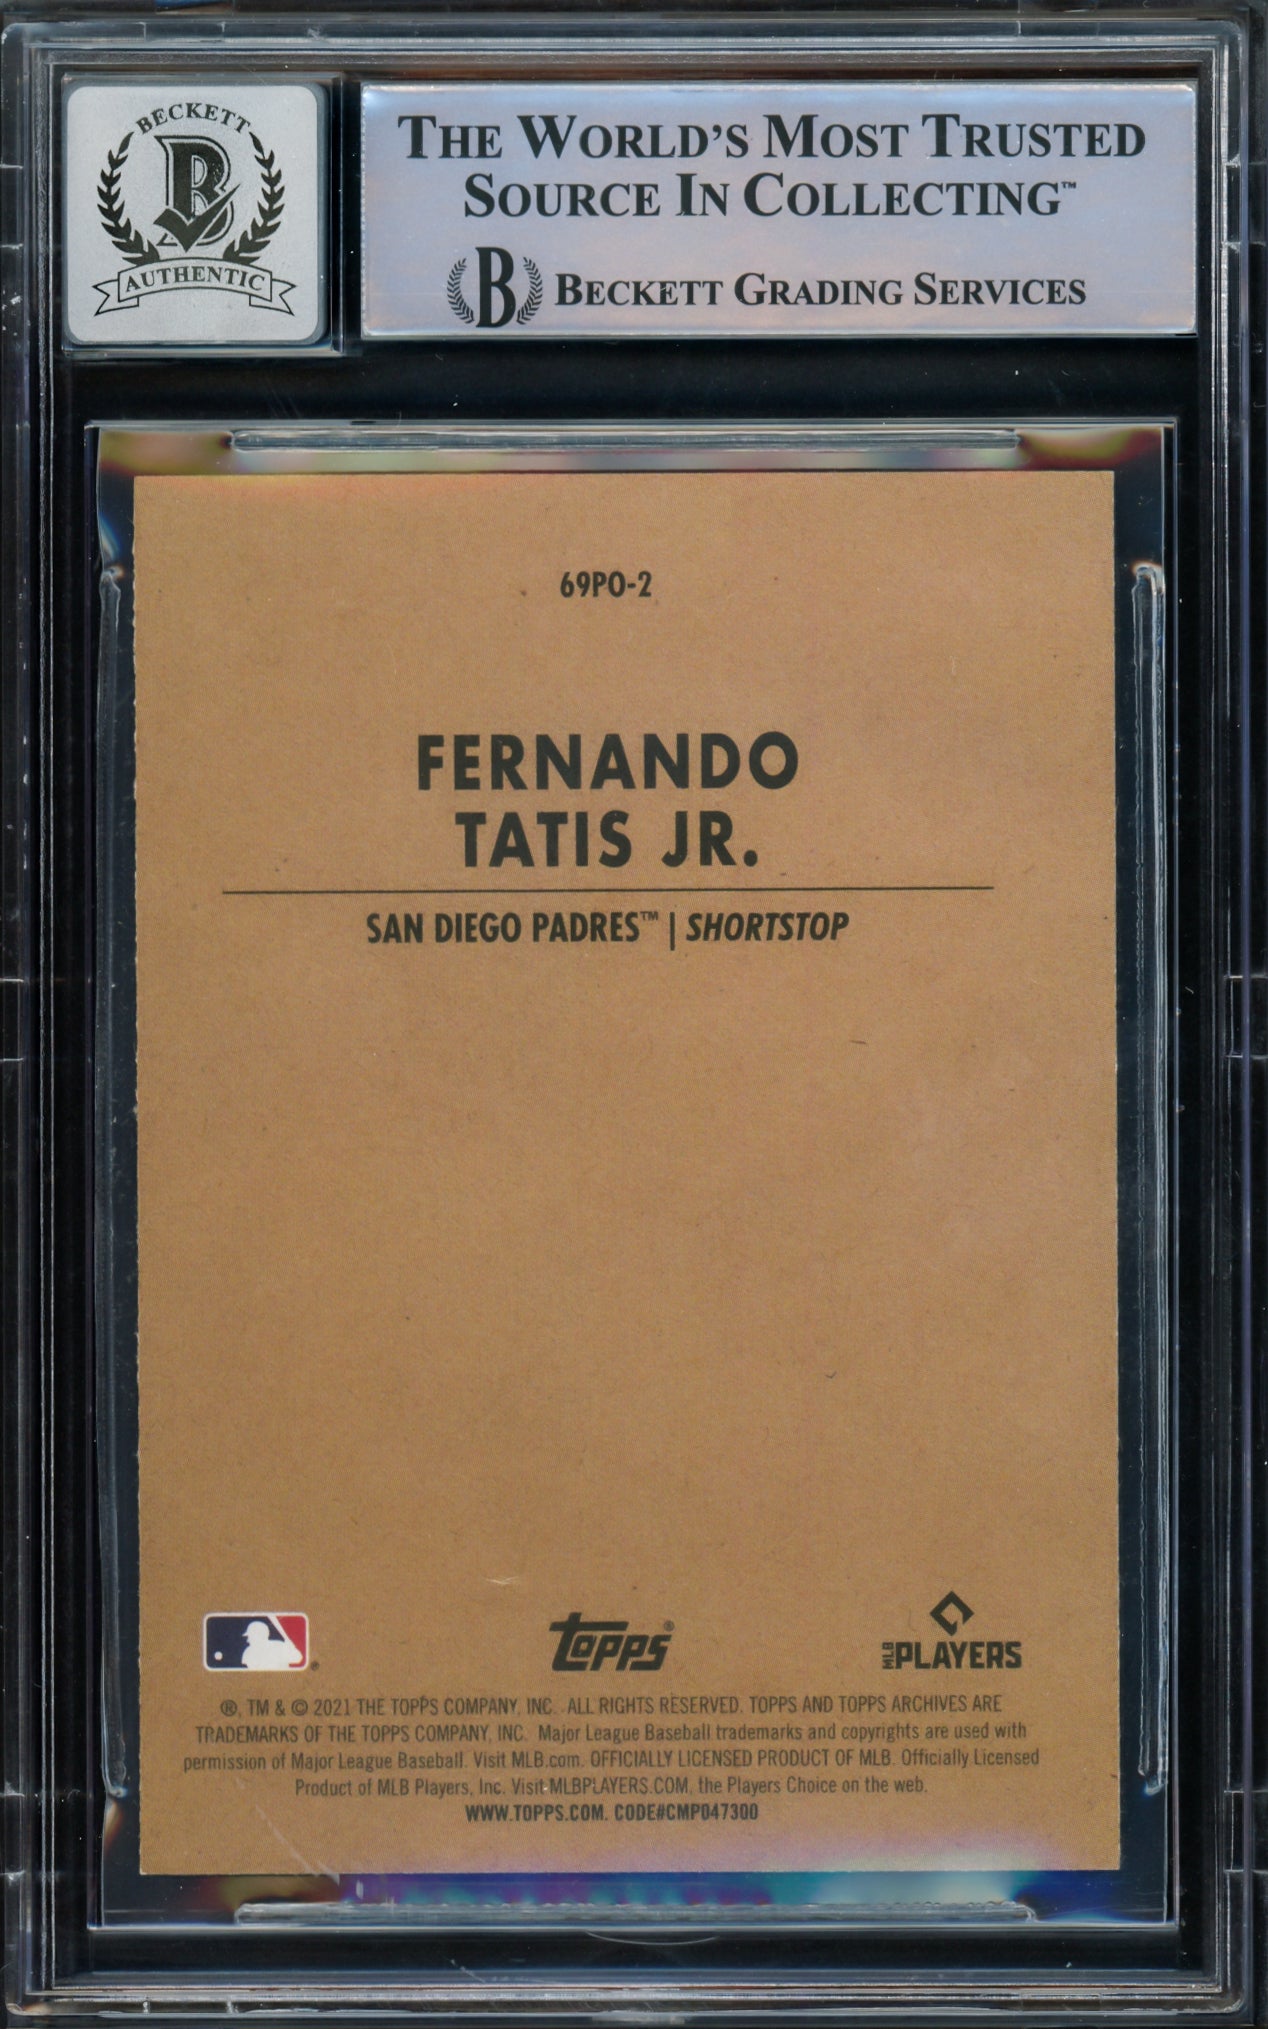 BECKETT
B
AUTHENTIC
THE WORLD'S MOST TRUSTED
SOURCE IN COLLECTING™
B BECKETT GRADING SERVICES
69PO-2
FERNANDO
TATIS JR.
SAN DIEGO PADRES™ | SHORTSTOP
topps®
MLB PLAYERS
®, TM & © 2021 THE TOPPS COMPANY, INC. ALL RIGHTS RESERVED. TOPPS AND TOPPS ARCHIVES ARE
TRADEMARKS OF THE TOPPS COMPANY, INC. Major League Baseball trademarks and copyrights are used with
permission of Major League Baseball. Visit MLB.com. OFFICIALLY LICENSED PRODUCT OF MLB. Officially Licensed
Product of MLB Players, Inc. Visit MLBPLAYERS.COM, the Players Choice on the web.
WWW.TOPPS.COM. CODE#CMP047300